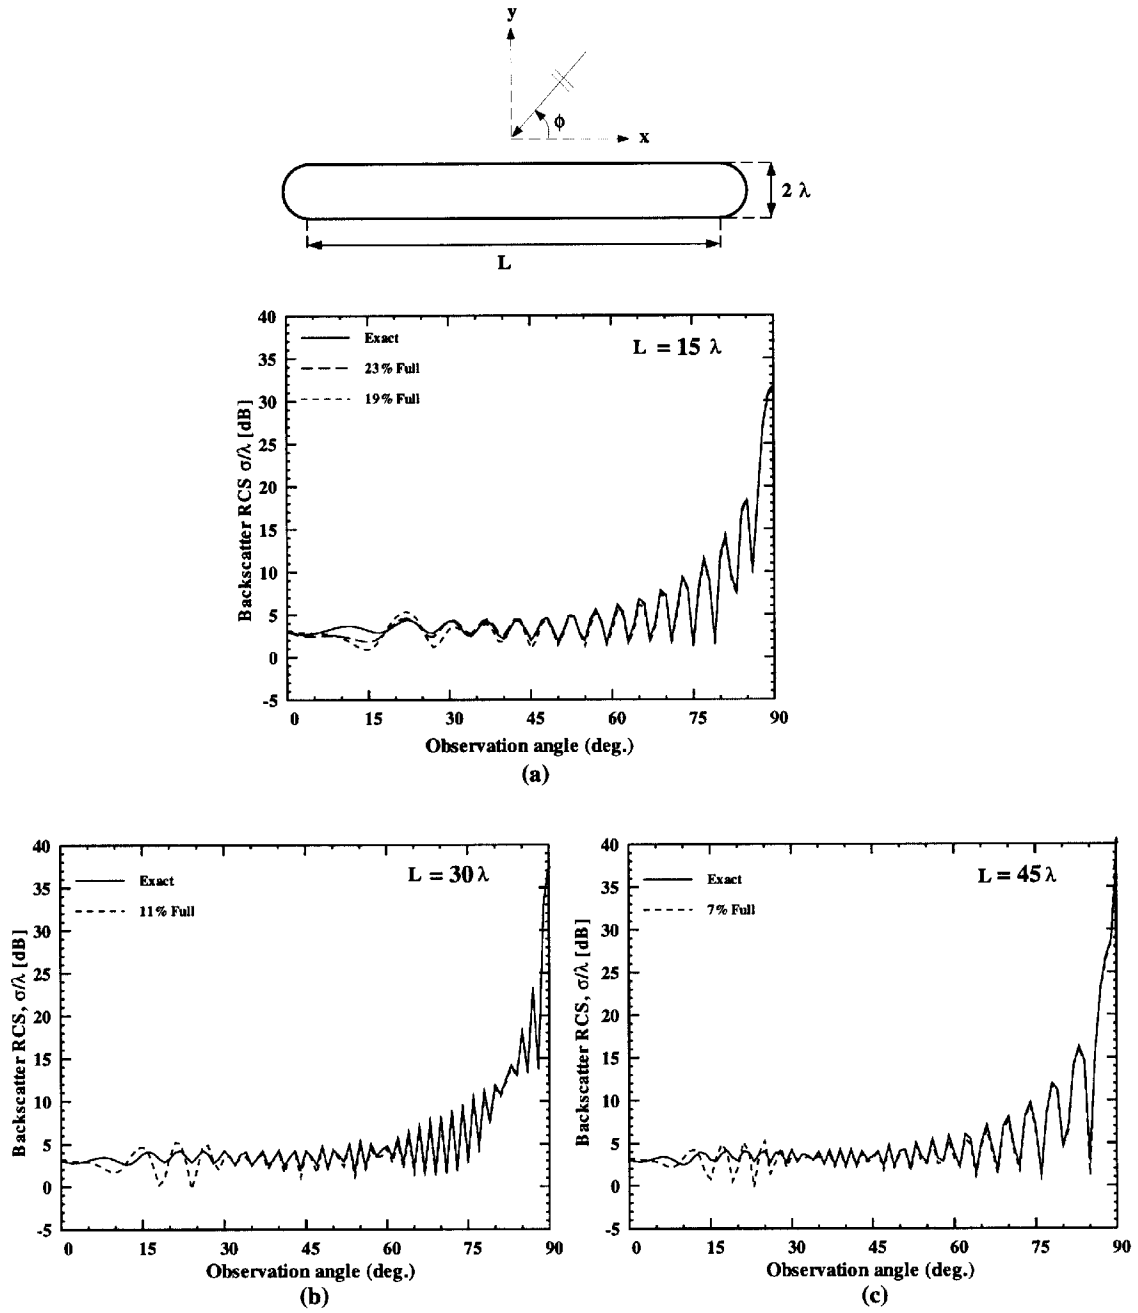 y
ϕ
x
2 λ
L
40
35
30
25
20
15
10
5
0
-5
Backscatter RCS σ/λ [dB]
Exact
23% Full
19% Full
L = 15 λ
0 15 30 45 60 75 90
Observation angle (deg.)
(a)
40
35
30
25
20
15
10
5
0
-5
Backscatter RCS, σ/λ [dB]
Exact
11% Full
L = 30 λ
0 15 30 45 60 75 90
Observation angle (deg.)
(b)
40
35
30
25
20
15
10
5
0
-5
Backscatter RCS, σ/λ [dB]
Exact
7% Full
L = 45 λ
0 15 30 45 60 75 90
Observation angle (deg.)
(c)